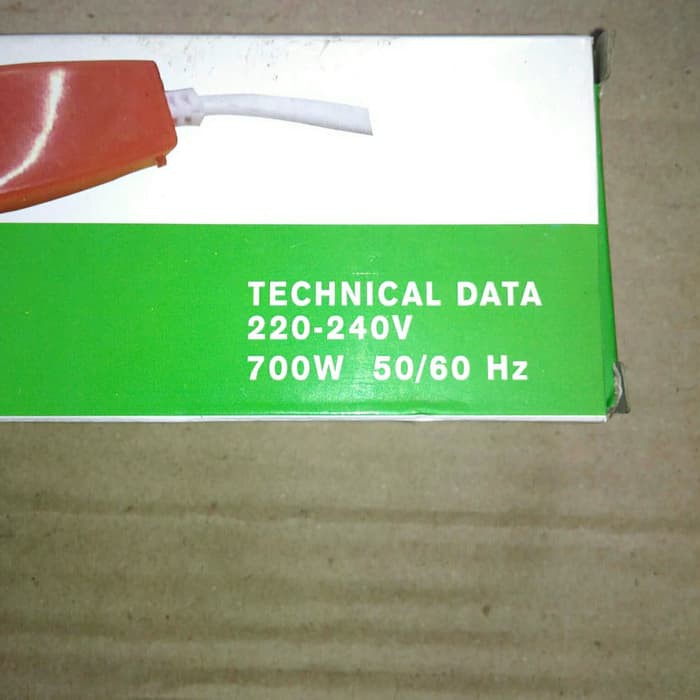 TECHNICAL DATA
220-240V
700W 50/60 Hz